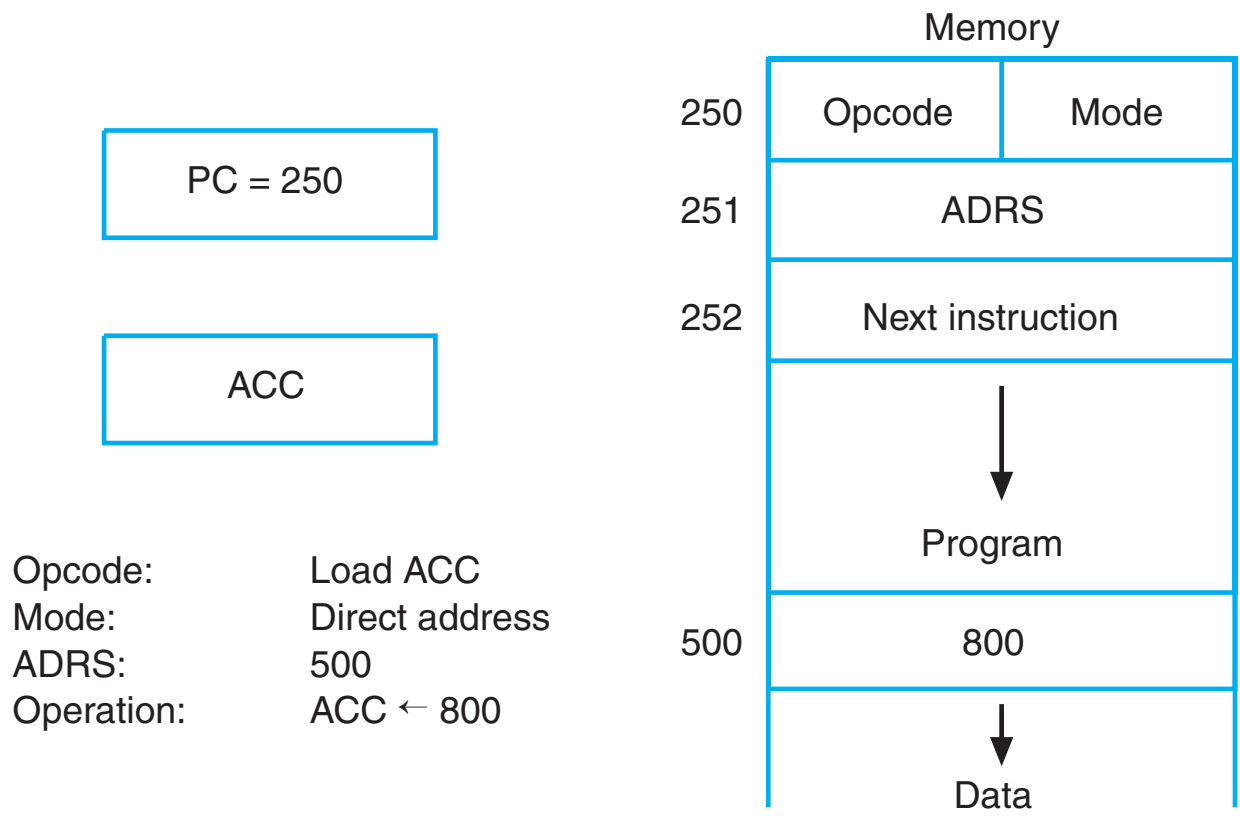 Memory
250 Opcode Mode
PC = 250
251 ADRS
252 Next instruction
ACC
Program
Opcode: Load ACC
Mode: Direct address
ADRS: 500
Operation: ACC ← 800
500 800
Data